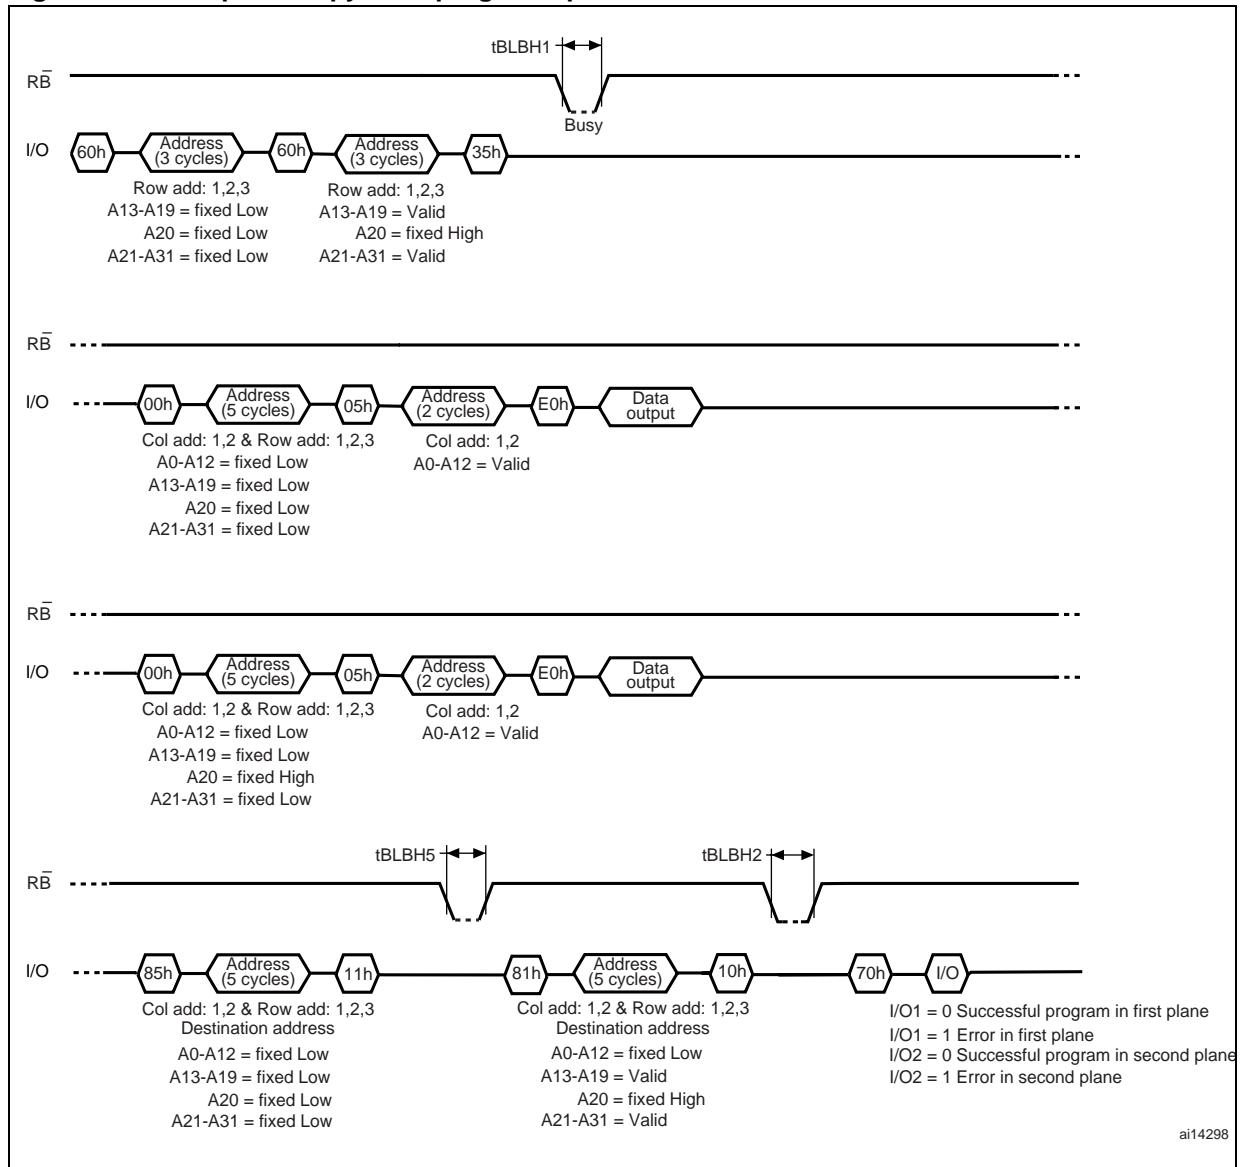 tBLBH1
RB̅
Busy
I/O 60h Address (3 cycles) 60h Address (3 cycles) 35h
Row add: 1,2,3 Row add: 1,2,3
A13-A19 = fixed Low A13-A19 = Valid
A20 = fixed Low A20 = fixed High
A21-A31 = fixed Low A21-A31 = Valid
RB̅
I/O 00h Address (5 cycles) 05h Address (2 cycles) E0h Data output
Col add: 1,2 & Row add: 1,2,3 Col add: 1,2
A0-A12 = fixed Low A0-A12 = Valid
A13-A19 = fixed Low
A20 = fixed Low
A21-A31 = fixed Low
RB̅
I/O 00h Address (5 cycles) 05h Address (2 cycles) E0h Data output
Col add: 1,2 & Row add: 1,2,3 Col add: 1,2
A0-A12 = fixed Low A0-A12 = Valid
A13-A19 = fixed Low
A20 = fixed High
A21-A31 = fixed Low
tBLBH5 tBLBH2
RB̅
I/O 85h Address (5 cycles) 11h 81h Address (5 cycles) 10h 70h I/O
Col add: 1,2 & Row add: 1,2,3 Col add: 1,2 & Row add: 1,2,3 I/O1 = 0 Successful program in first plane
Destination address Destination address I/O1 = 1 Error in first plane
A0-A12 = fixed Low A0-A12 = fixed Low I/O2 = 0 Successful program in second plane
A13-A19 = fixed Low A13-A19 = Valid I/O2 = 1 Error in second plane
A20 = fixed Low A20 = fixed High
A21-A31 = fixed Low A21-A31 = Valid
ai14298